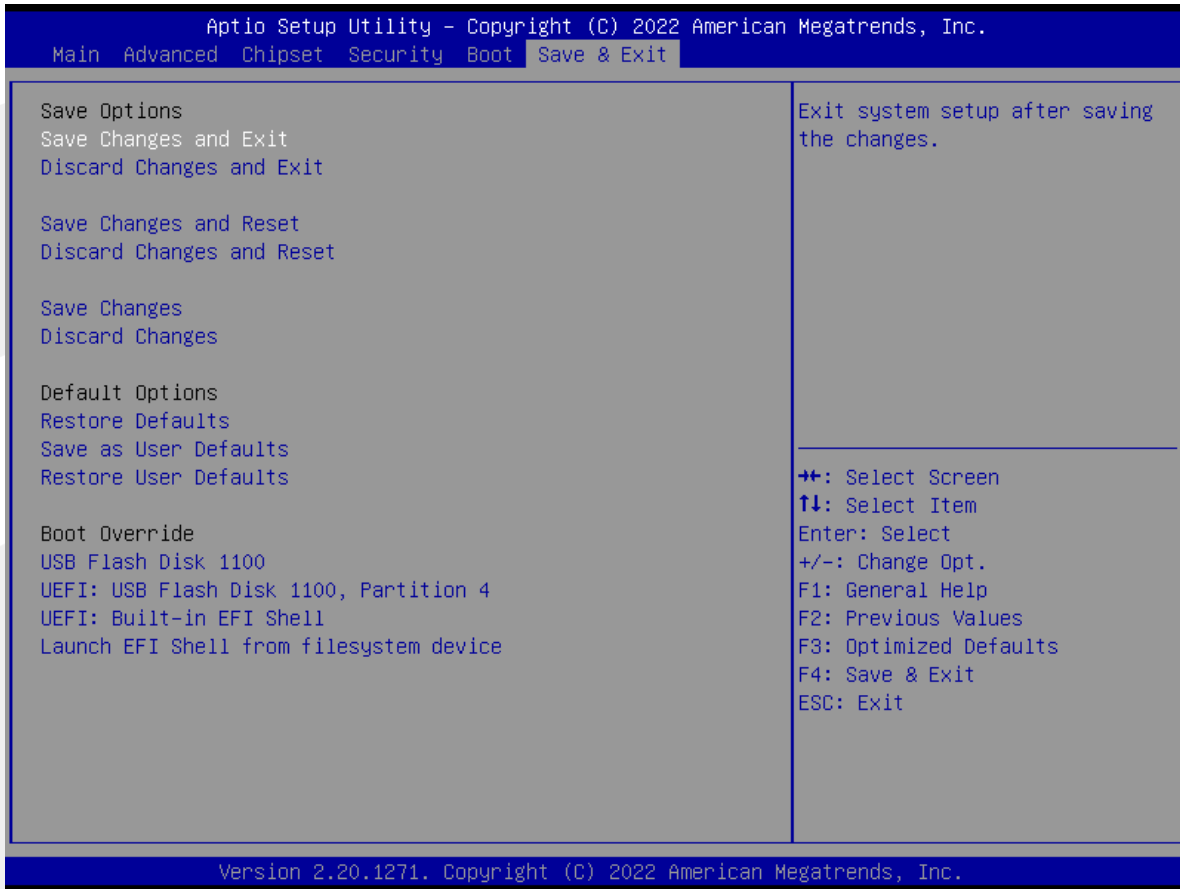 Aptio Setup Utility – Copyright (C) 2022 American Megatrends, Inc.
Main Advanced Chipset Security Boot Save & Exit
Save Options
Save Changes and Exit
Discard Changes and Exit
Save Changes and Reset
Discard Changes and Reset
Save Changes
Discard Changes
Default Options
Restore Defaults
Save as User Defaults
Restore User Defaults
Boot Override
USB Flash Disk 1100
UEFI: USB Flash Disk 1100, Partition 4
UEFI: Built-in EFI Shell
Launch EFI Shell from filesystem device
Exit system setup after saving
the changes.
→←: Select Screen
↑↓: Select Item
Enter: Select
+/-: Change Opt.
F1: General Help
F2: Previous Values
F3: Optimized Defaults
F4: Save & Exit
ESC: Exit
Version 2.20.1271. Copyright (C) 2022 American Megatrends, Inc.